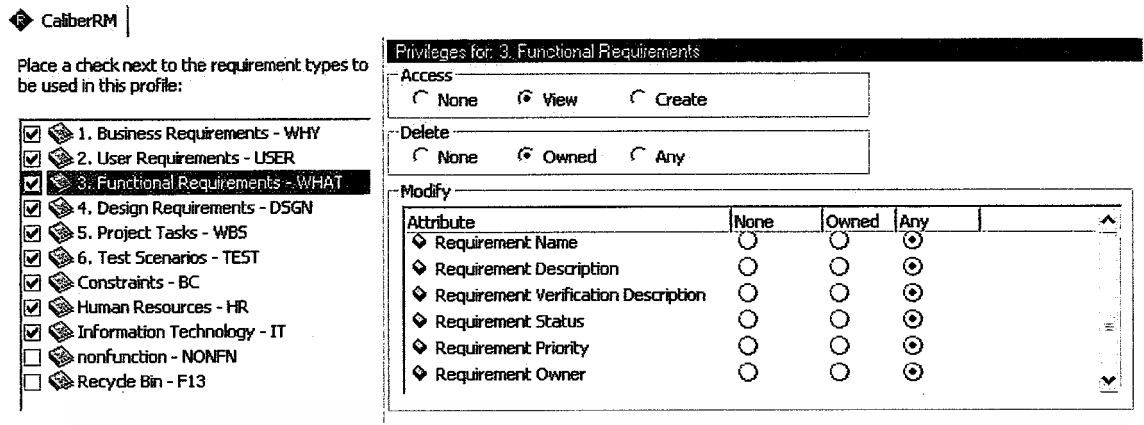 CaliberRM
Place a check next to the requirement types to
be used in this profile:
1. Business Requirements - WHY
2. User Requirements - USER
3. Functional Requirements - WHAT
4. Design Requirements - DSGN
5. Project Tasks - WBS
6. Test Scenarios - TEST
Constraints - BC
Human Resources - HR
Information Technology - IT
nonfunction - NONFN
Recycle Bin - F13
Privileges for: 3. Functional Requirements
Access
None View Create
Delete
None Owned Any
Modify
Attribute None Owned Any
Requirement Name
Requirement Description
Requirement Verification Description
Requirement Status
Requirement Priority
Requirement Owner